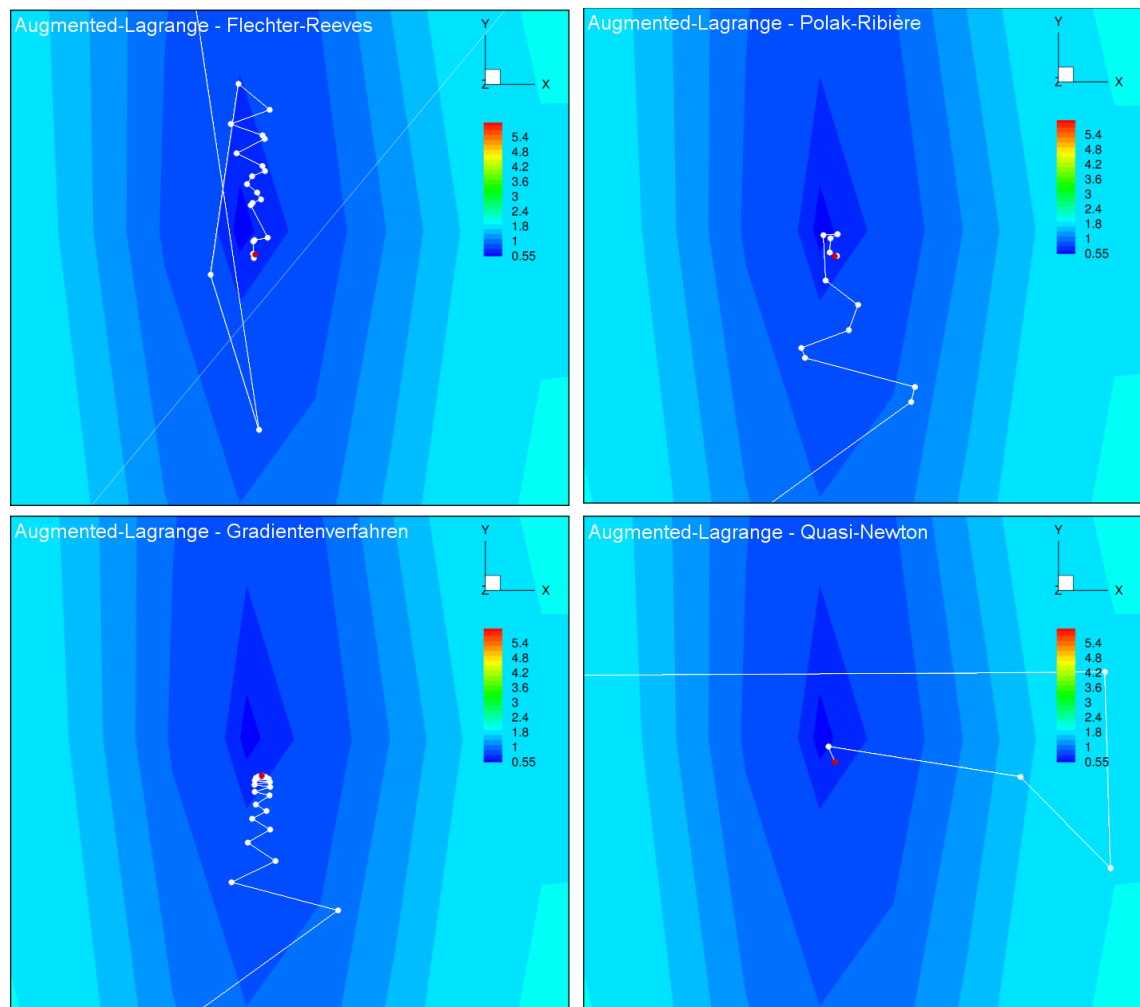 Augmented-Lagrange - Flechter-Reeves
Y
Z
X
5.4
4.8
4.2
3.6
3
2.4
1.8
1
0.55
Augmented-Lagrange - Polak-Ribière
Y
Z
X
5.4
4.8
4.2
3.6
3
2.4
1.8
1
0.55
Augmented-Lagrange - Gradientenverfahren
Y
Z
X
5.4
4.8
4.2
3.6
3
2.4
1.8
1
0.55
Augmented-Lagrange - Quasi-Newton
Y
Z
X
5.4
4.8
4.2
3.6
3
2.4
1.8
1
0.55